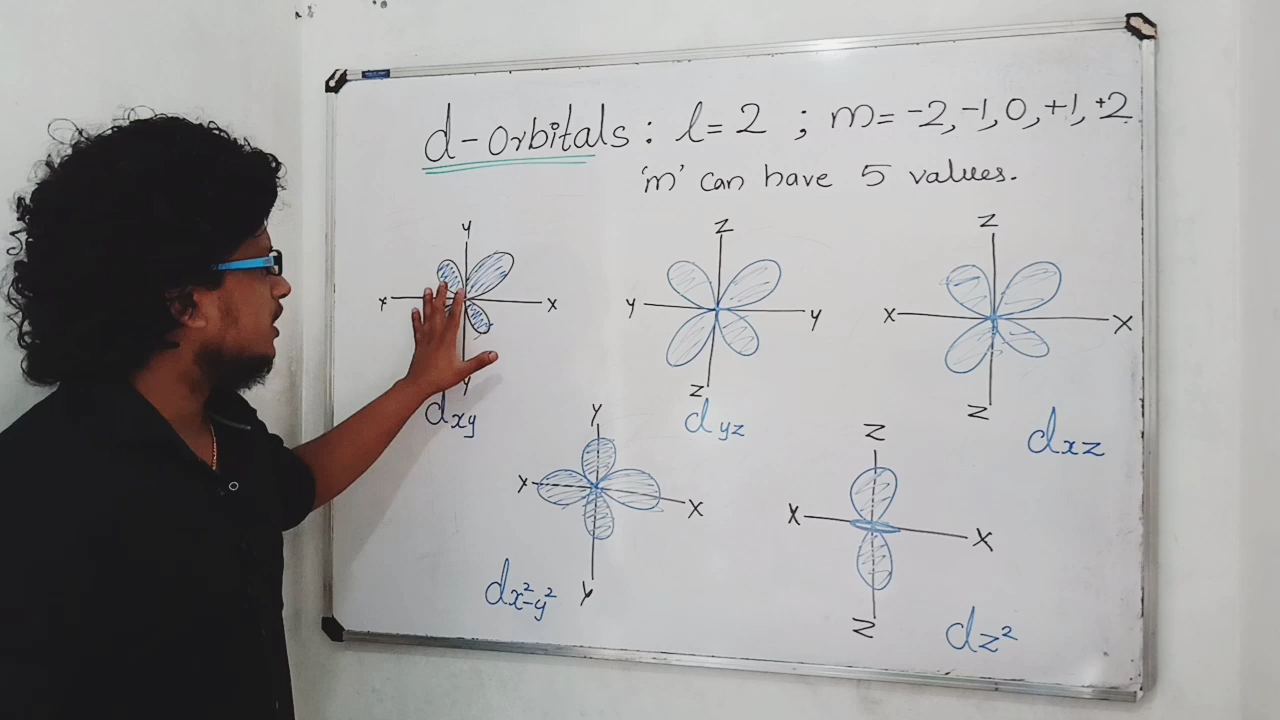 d-orbitals : l=2 ; m= -2, -1, 0, +1, +2.
'm' can have 5 values.
Y
X X
Y
dxy
Z
Y Y
Z
dyz
Z
X X
Z
dxz
Y
X X
Y
dx²-y²
Z
X X
Z
dz²